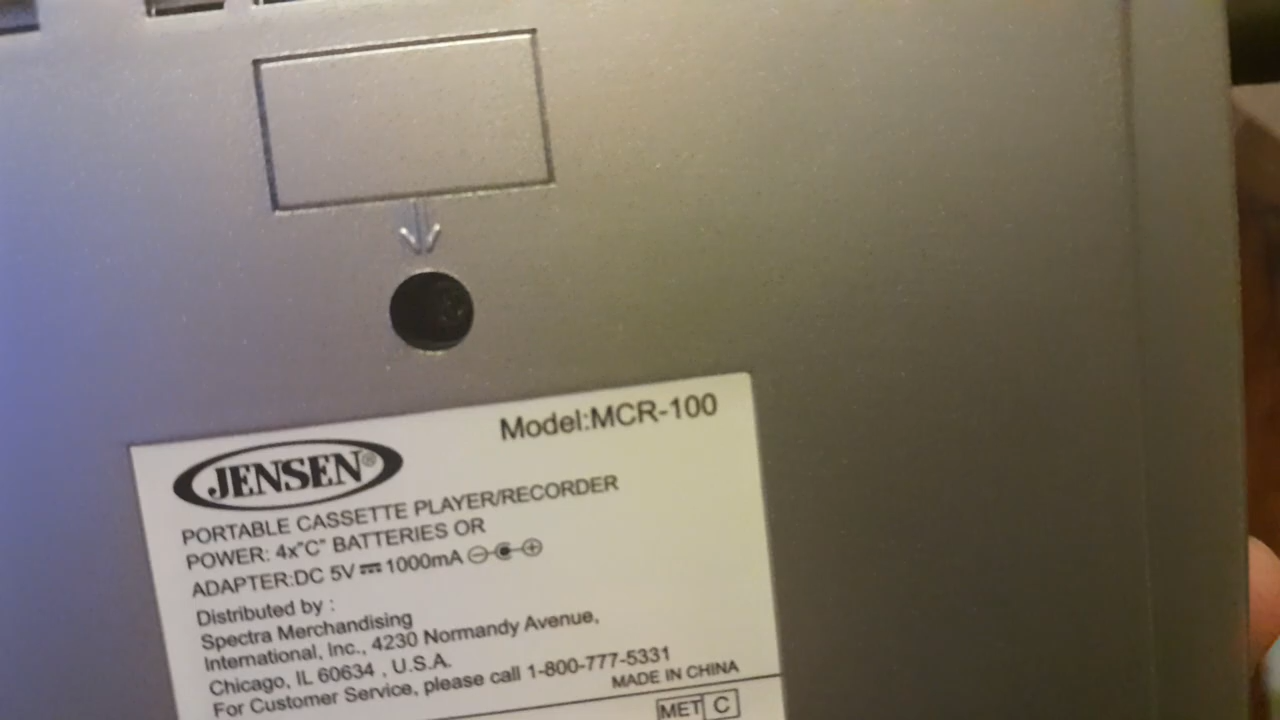 Model:MCR-100
JENSEN®
PORTABLE CASSETTE PLAYER/RECORDER
POWER: 4x"C" BATTERIES OR
ADAPTER:DC 5V ⎓ 1000mA
Distributed by :
Spectra Merchandising
International, Inc., 4230 Normandy Avenue,
Chicago, IL 60634 , U.S.A.
For Customer Service, please call 1-800-777-5331
MADE IN CHINA
MET C